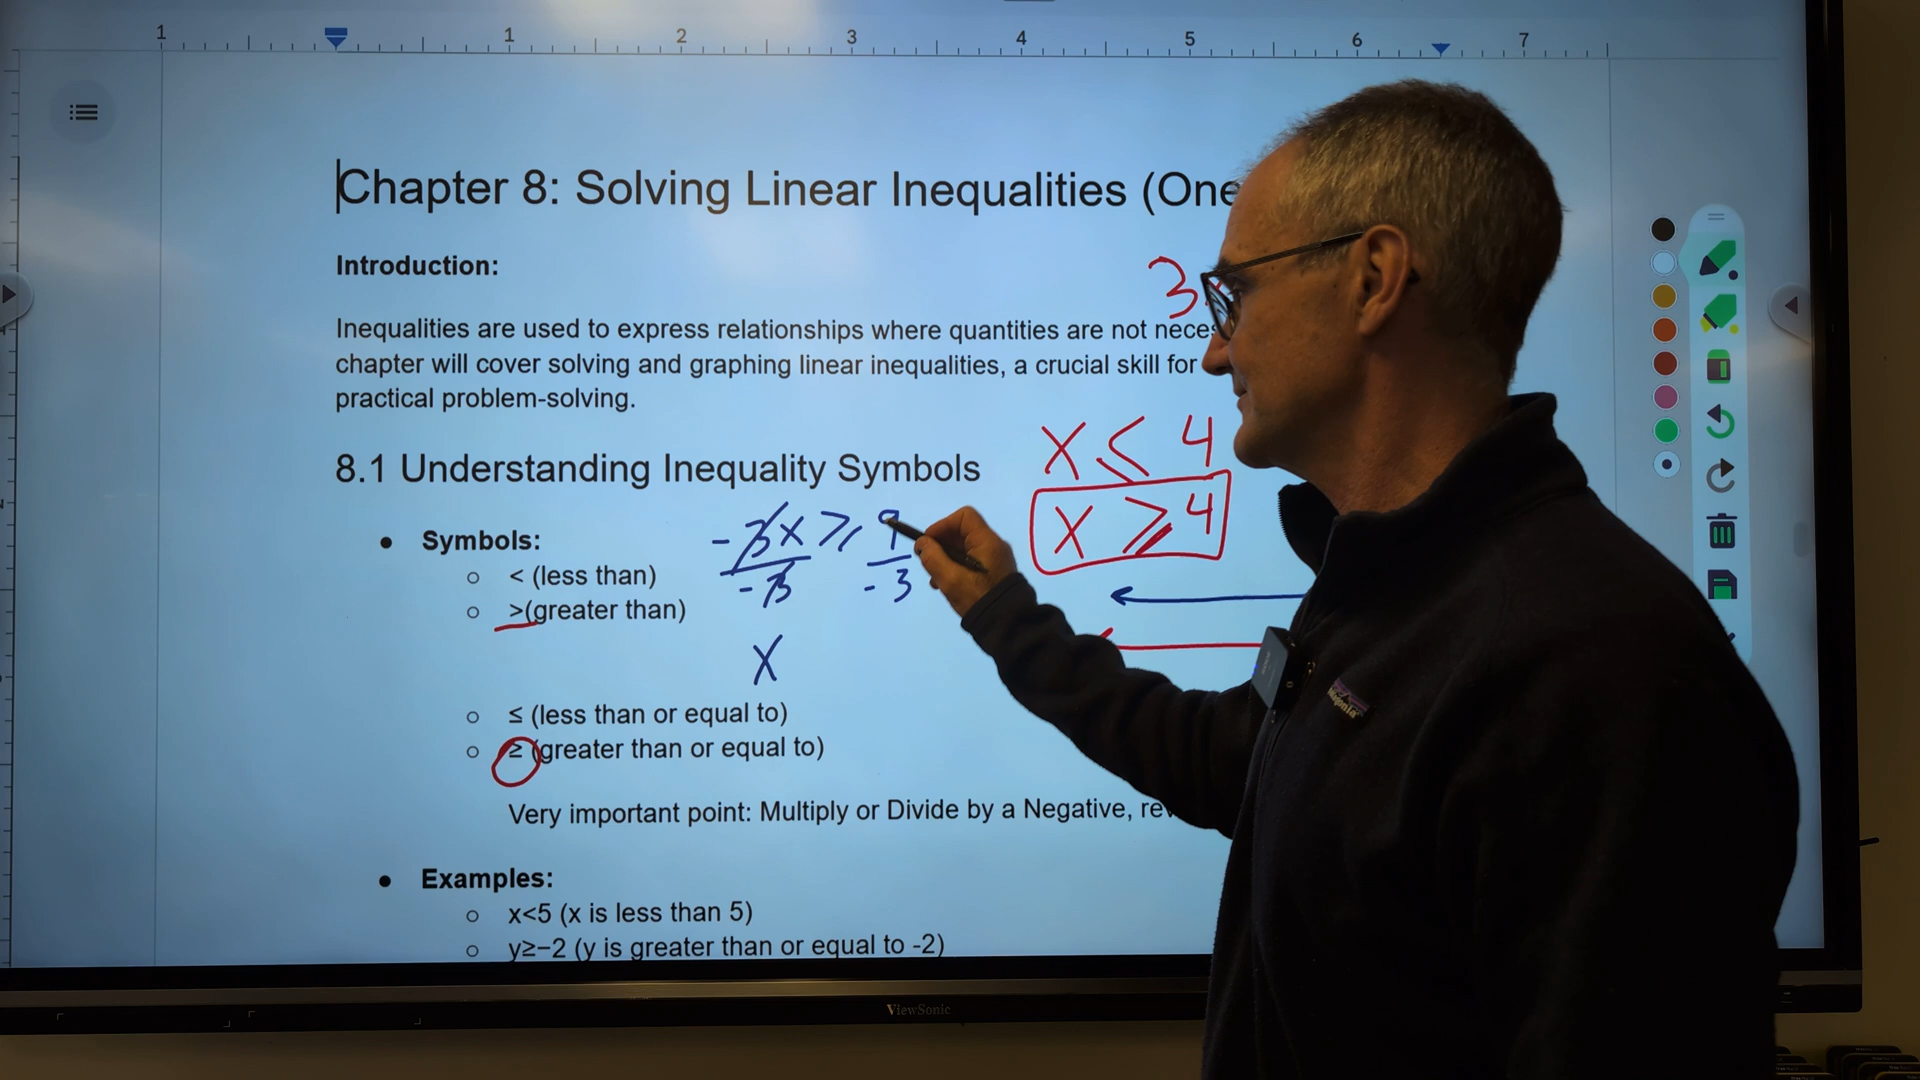 1 1 2 3 4 5 6 7
Chapter 8: Solving Linear Inequalities (One
Introduction:
3
Inequalities are used to express relationships where quantities are not neces
chapter will cover solving and graphing linear inequalities, a crucial skill for
practical problem-solving.
x < 4
8.1 Understanding Inequality Symbols
x ≥ 4
-3x ≥ 9
-3 -3
x
● Symbols:
○ < (less than)
○ >(greater than)
○ ≤ (less than or equal to)
○ ≥ (greater than or equal to)
Very important point: Multiply or Divide by a Negative, rev
● Examples:
○ x<5 (x is less than 5)
○ y≥−2 (y is greater than or equal to -2)
ViewSonic
patagonia